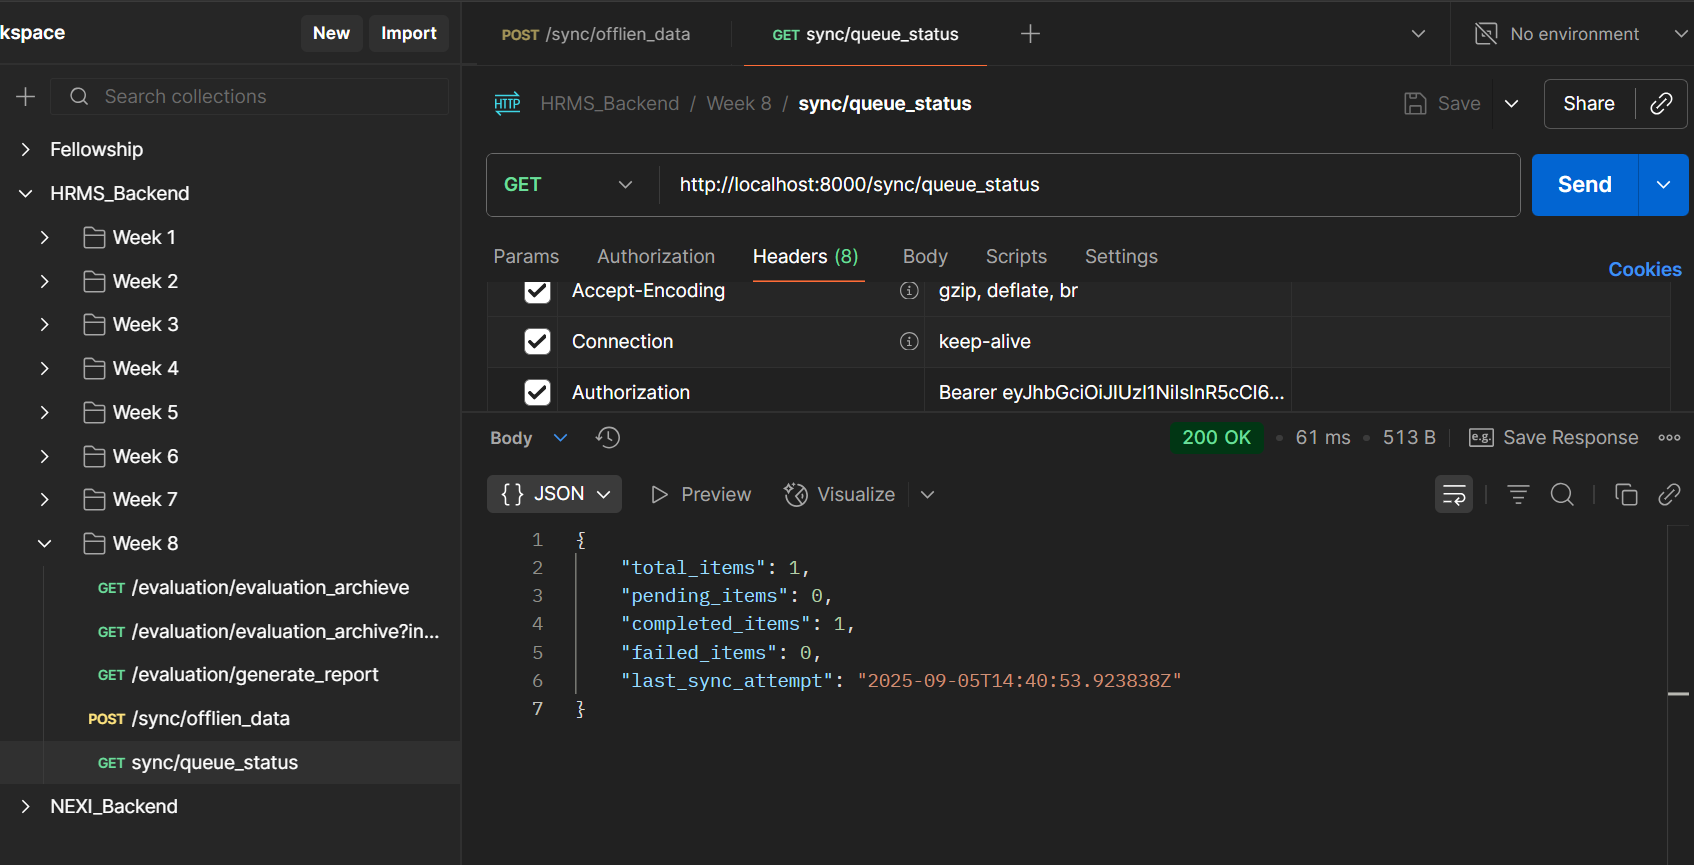 kspace
New
Import
Search collections
Fellowship
HRMS_Backend
Week 1
Week 2
Week 3
Week 4
Week 5
Week 6
Week 7
Week 8
GET /evaluation/evaluation_archieve
GET /evaluation/evaluation_archive?in...
GET /evaluation/generate_report
POST /sync/offlien_data
GET sync/queue_status
NEXI_Backend
POST /sync/offlien_data
GET sync/queue_status
No environment
HTTP HRMS_Backend / Week 8 / sync/queue_status
Save
Share
GET http://localhost:8000/sync/queue_status
Send
Params Authorization Headers (8) Body Scripts Settings
Cookies
Accept-Encoding gzip, deflate, br
Connection keep-alive
Authorization Bearer eyJhbGciOiJIUzI1NiIsInR5cCI6...
Body 200 OK • 61 ms • 513 B e.g. Save Response
{} JSON Preview Visualize
1 {
2 "total_items": 1,
3 "pending_items": 0,
4 "completed_items": 1,
5 "failed_items": 0,
6 "last_sync_attempt": "2025-09-05T14:40:53.923838Z"
7 }